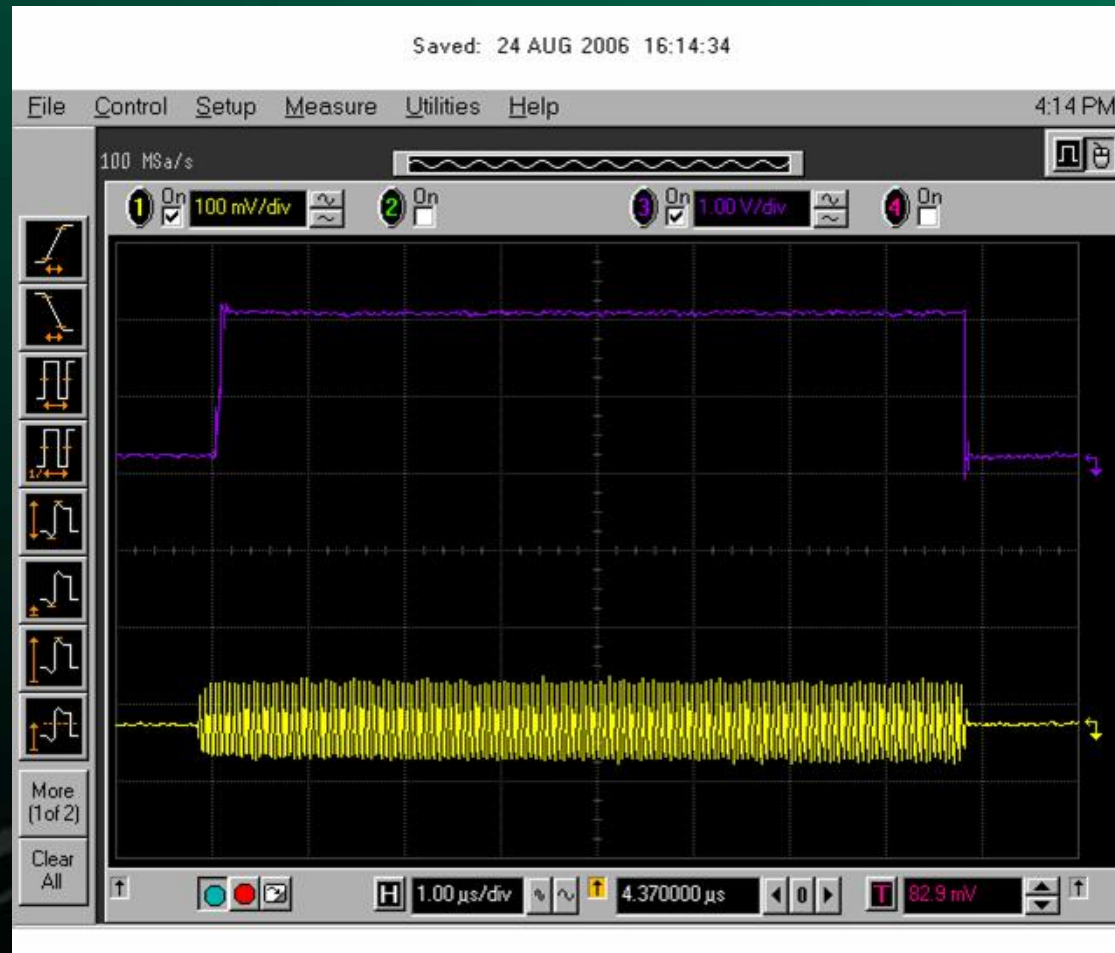 Saved: 24 AUG 2006 16:14:34
File Control Setup Measure Utilities Help 4:14 PM
100 MSa/s
1 On 100 mV/div 2 On 3 On 1.00 V/div 4 On
More
(1of 2)
Clear
All
H 1.00 µs/div 4.370000 µs 0 T 82.9 mV